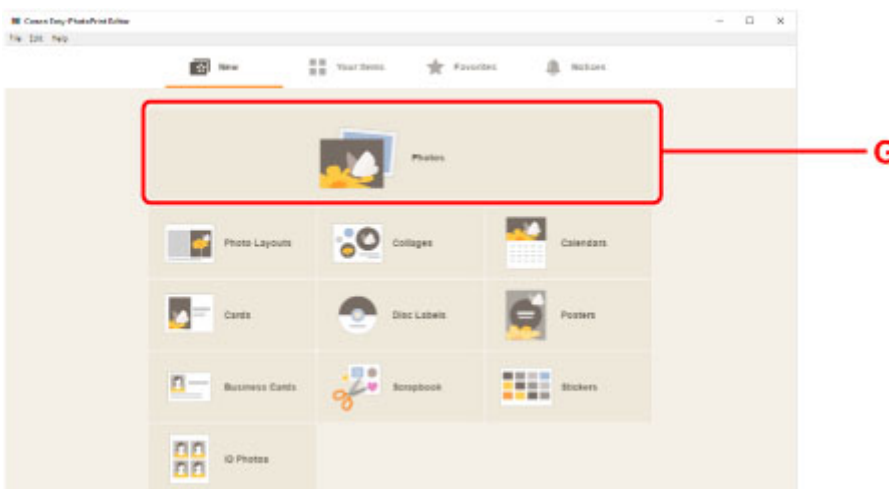 Canon Easy-PhotoPrint Editor
File Edit Help
New Your Items Favorites Notices
Photos
G
Photo Layouts Collages Calendars
Cards Disc Labels Posters
Business Cards Scrapbook Stickers
ID Photos